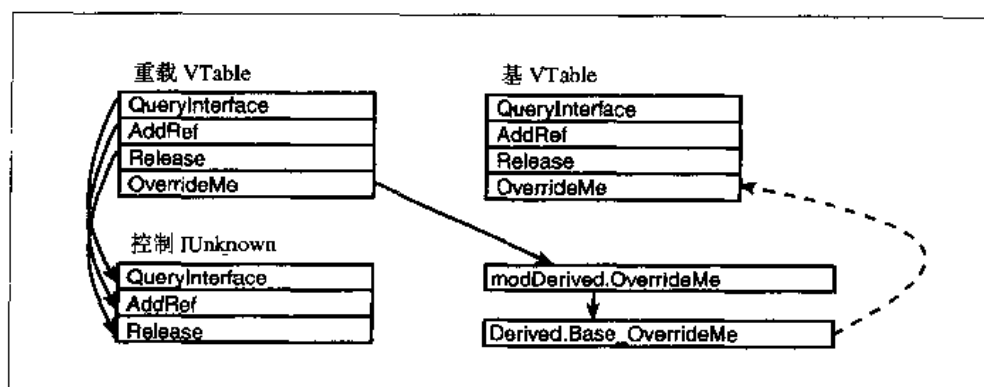 重载 VTable
QueryInterface
AddRef
Release
OverrideMe
基 VTable
QueryInterface
AddRef
Release
OverrideMe
控制 IUnknown
QueryInterface
AddRef
Release
modDerived.OverrideMe
Derived.Base_OverrideMe